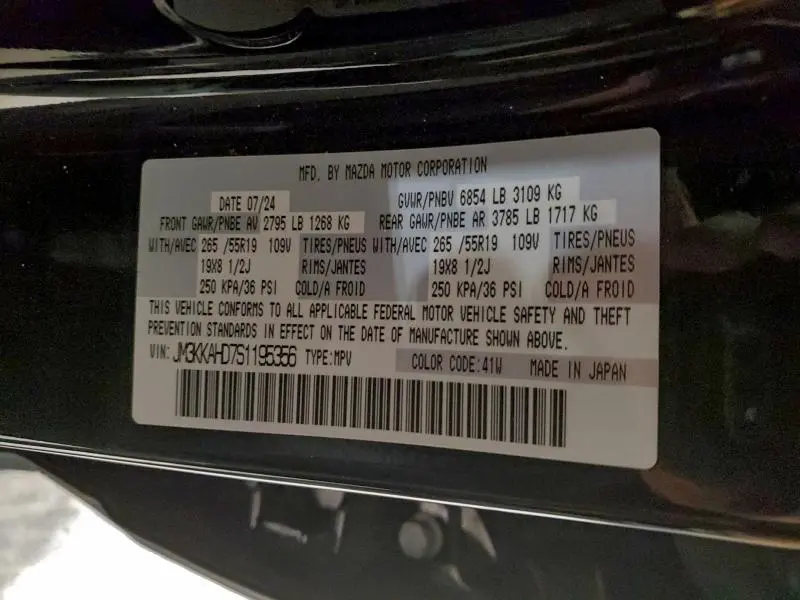 MFD. BY MAZDA MOTOR CORPORATION
DATE 07/24 GVWR/PNBV 6854 LB 3109 KG
FRONT GAWR/PNBE AV 2795 LB 1268 KG REAR GAWR/PNBE AR 3785 LB 1717 KG
WITH/AVEC 265 /55R19 109V TIRES/PNEUS WITH/AVEC 265 /55R19 109V TIRES/PNEUS
19X8 1/2J RIMS/JANTES 19X8 1/2J RIMS/JANTES
250 KPA/36 PSI COLD/A FROID 250 KPA/36 PSI COLD/A FROID
THIS VEHICLE CONFORMS TO ALL APPLICABLE FEDERAL MOTOR VEHICLE SAFETY AND THEFT
PREVENTION STANDARDS IN EFFECT ON THE DATE OF MANUFACTURE SHOWN ABOVE.
VIN: JM3KKAHD7S1195356 TYPE:MPV COLOR CODE:41W MADE IN JAPAN